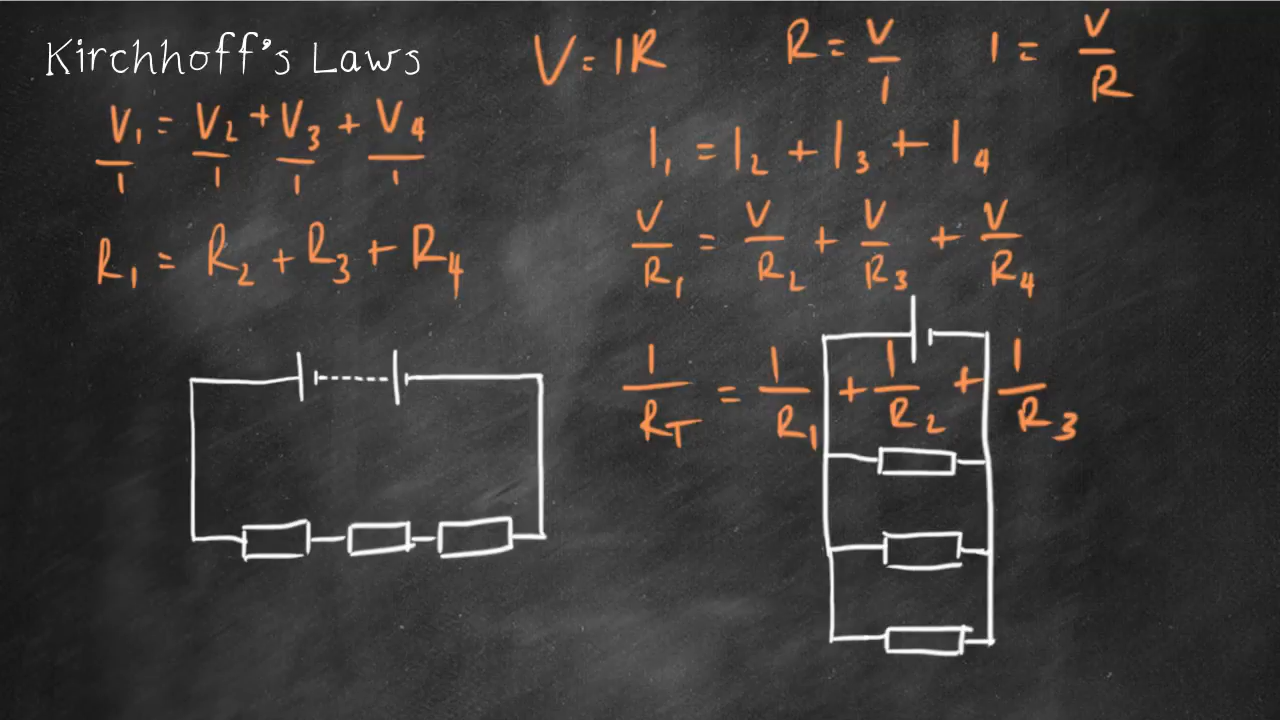 Kirchhoff's Laws
V = IR
R = V/I
I = V/R
V₁/I = V₂/I + V₃/I + V₄/I
R₁ = R₂ + R₃ + R₄
I₁ = I₂ + I₃ + I₄
V/R₁ = V/R₂ + V/R₃ + V/R₄
1/R_T = 1/R₁ + 1/R₂ + 1/R₃